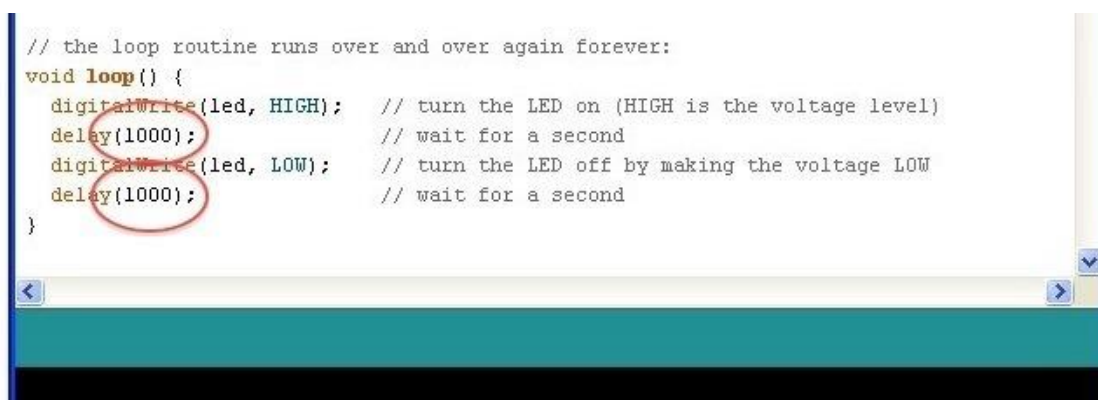 // the loop routine runs over and over again forever:
void loop() {
  digitalWrite(led, HIGH);   // turn the LED on (HIGH is the voltage level)
  delay(1000);               // wait for a second
  digitalWrite(led, LOW);    // turn the LED off by making the voltage LOW
  delay(1000);               // wait for a second
}